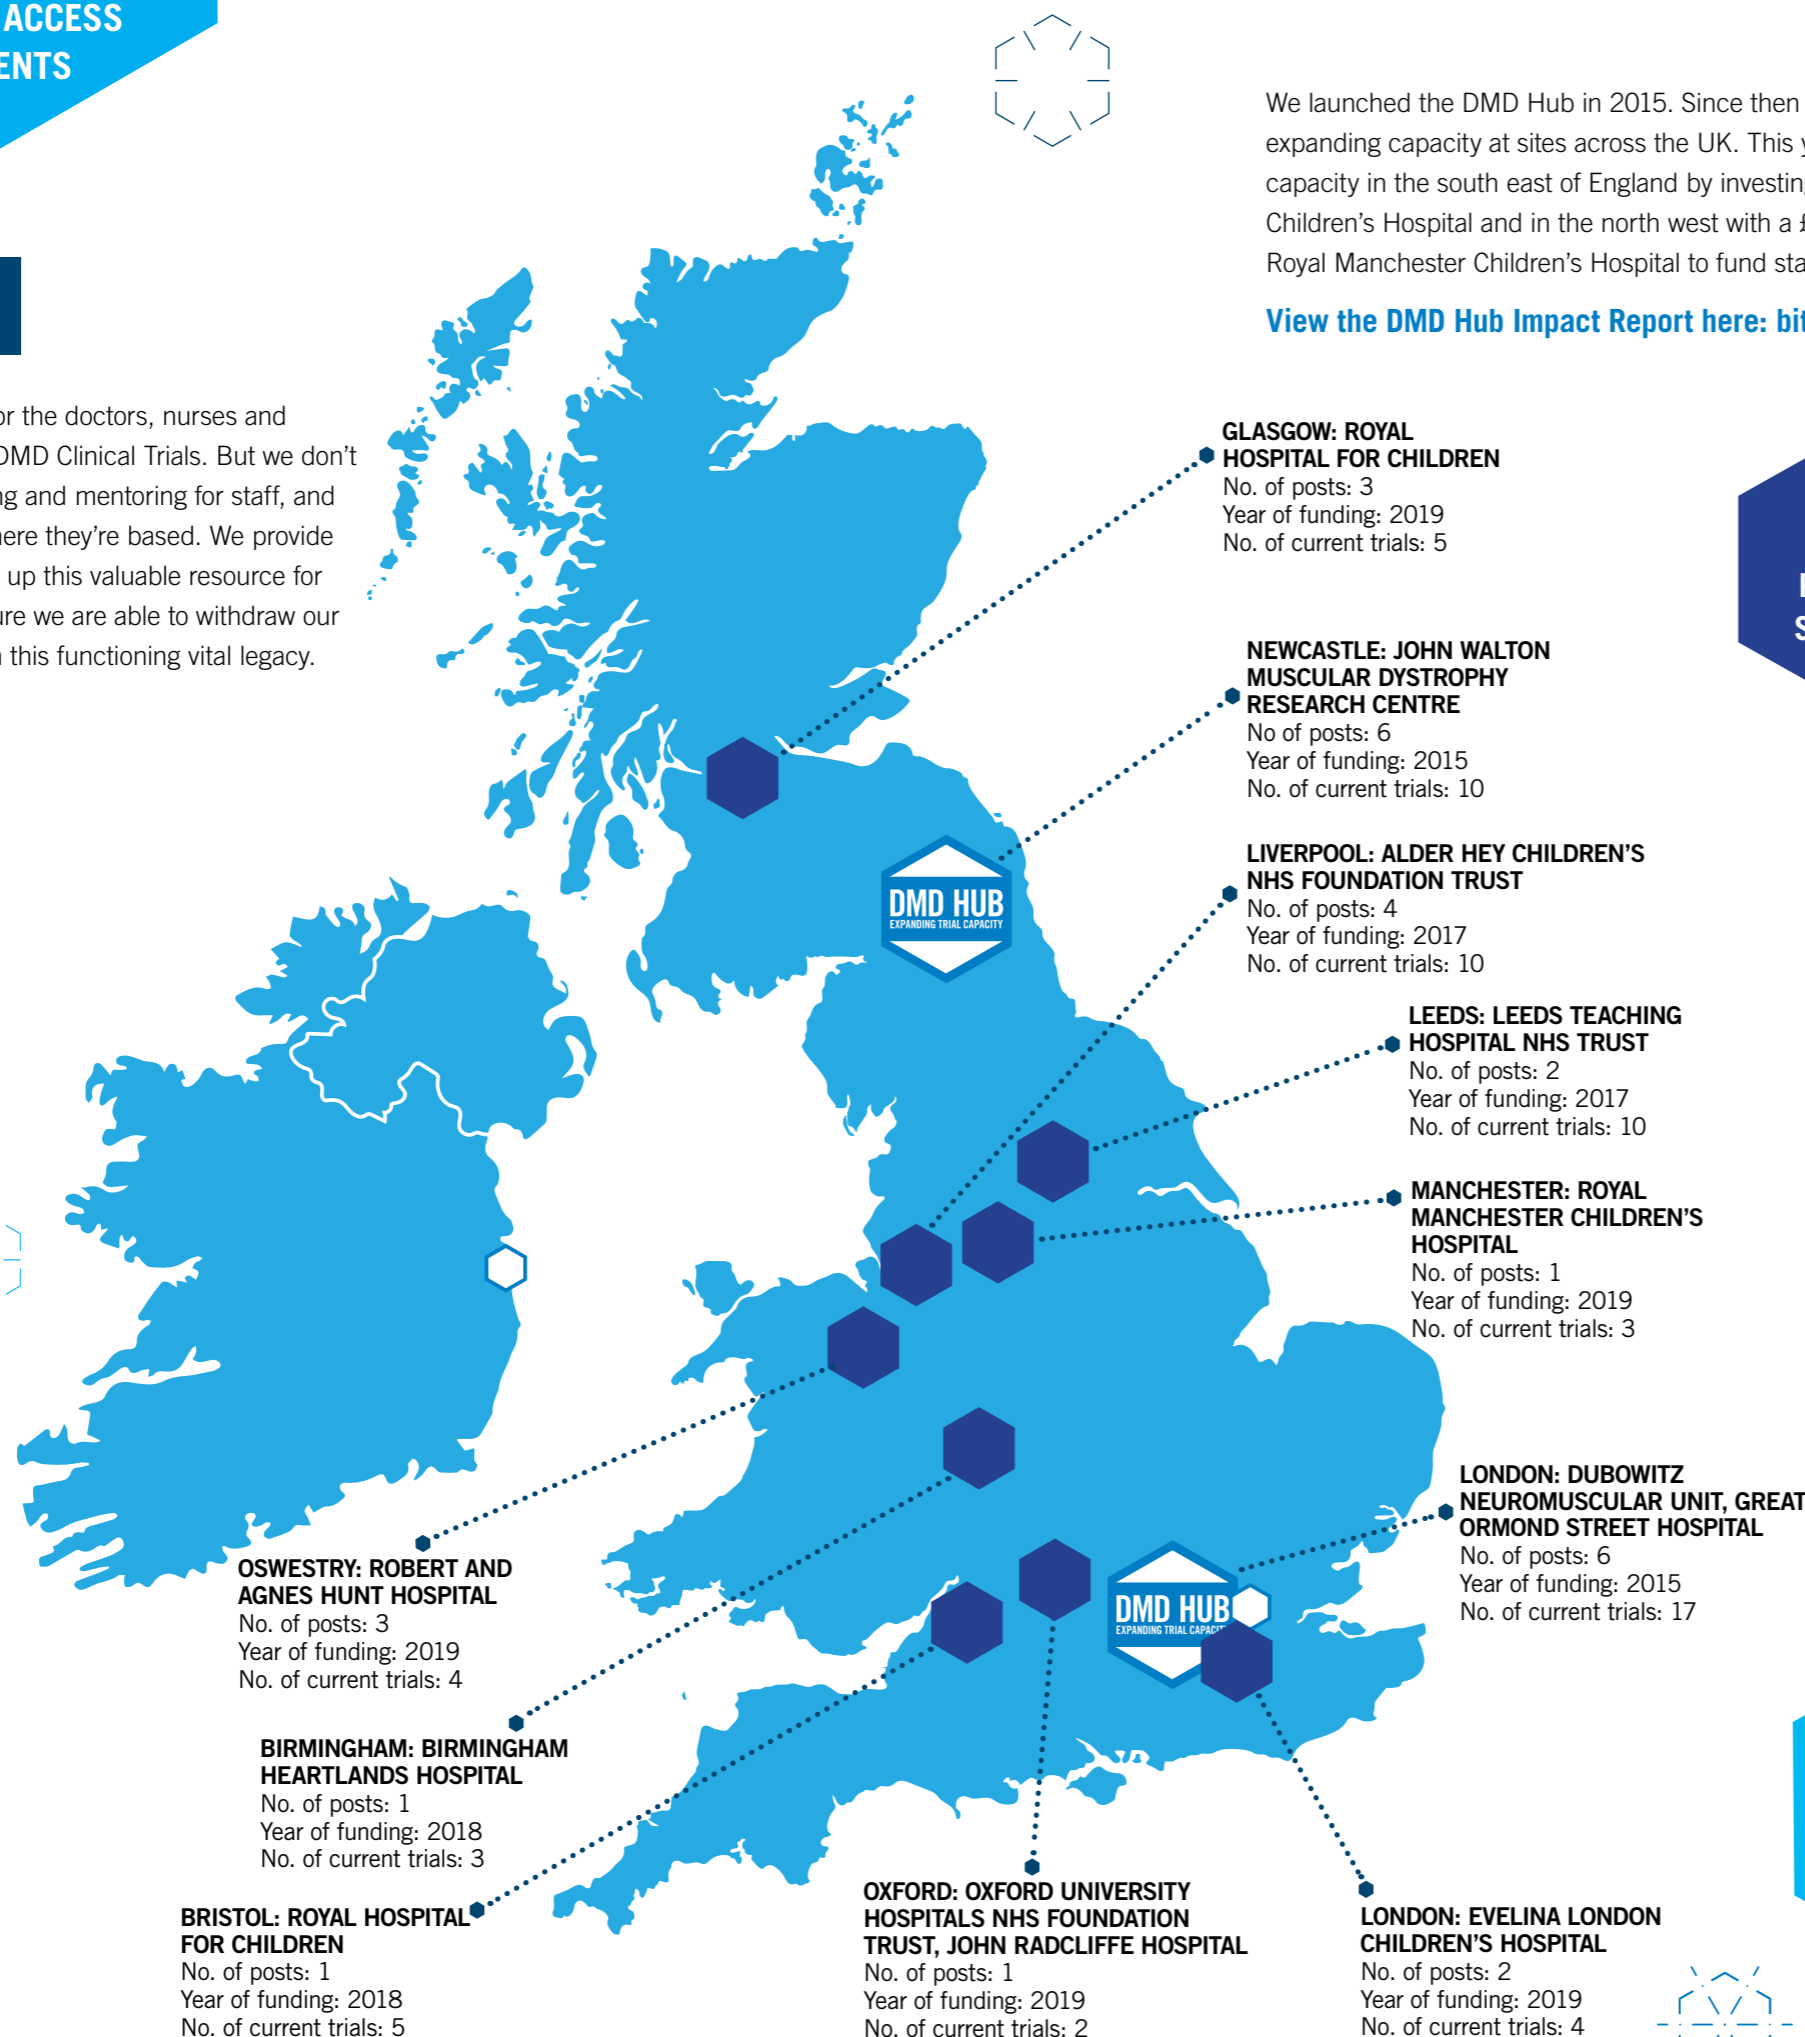 ACCESS
We launched the DMD Hub in 2015. Since then
expanding capacity at sites across the UK. This
capacity in the south east of England by
Children's Hospital and in the north west with a £
Royal Manchester Children's Hospital to fund
View the DMD Hub Impact Report here:
the doctors, nurses and
DMD Clinical Trials. But we don't
and mentoring for staff, and
they're based. We provide
up this valuable resource for
we are able to withdraw our
this functioning vital legacy.
GLASGOW: ROYAL
HOSPITAL FOR CHILDREN
No. of posts: 3
Year of funding: 2019
No. of current trials: 5
NEWCASTLE: JOHN WALTON
MUSCULAR DYSTROPHY
RESEARCH CENTRE
No of posts: 6
Year of funding: 2015
No. of current trials: 10
LIVERPOOL: ALDER HEY CHILDREN'S
NHS FOUNDATION TRUST
No. of posts: 4
Year of funding: 2017
No. of current trials: 10
DMD HUB
EXPANDING TRIAL CAPACITY
LEEDS: LEEDS TEACHING
HOSPITAL NHS TRUST
No. of posts: 2
Year of funding: 2017
No. of current trials: 10
MANCHESTER: ROYAL
MANCHESTER CHILDREN'S
HOSPITAL
No. of posts: 1
Year of funding: 2019
No. of current trials: 3
LONDON: DUBOWITZ
NEUROMUSCULAR UNIT, GREAT
ORMOND STREET HOSPITAL
No. of posts: 6
Year of funding: 2015
No. of current trials: 17
DMD HUB
EXPANDING TRIAL
OSWESTRY: ROBERT AND
AGNES HUNT HOSPITAL
No. of posts: 3
Year of funding: 2019
No. of current trials: 4
BIRMINGHAM: BIRMINGHAM
HEARTLANDS HOSPITAL
No. of posts: 1
Year of funding: 2018
No. of current trials: 3
BRISTOL: ROYAL HOSPITAL
FOR CHILDREN
No. of posts: 1
Year of funding: 2018
No. of current trials: 5
OXFORD: OXFORD UNIVERSITY
HOSPITALS NHS FOUNDATION
TRUST, JOHN RADCLIFFE HOSPITAL
No. of posts: 1
Year of funding: 2019
No. of current trials: 2
LONDON: EVELINA LONDON
CHILDREN'S HOSPITAL
No. of posts: 2
Year of funding: 2019
No. of current trials: 4